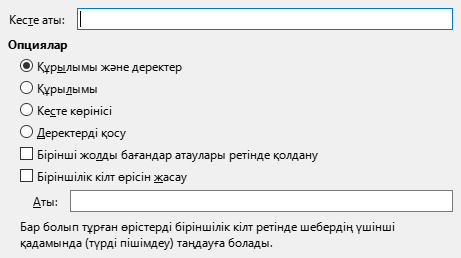 Кесте аты:
Опциялар
Құрылымы және деректер
Құрылымы
Кесте көрінісі
Деректерді қосу
Бірінші жолды бағандар атаулары ретінде қолдану
Біріншілік кілт өрісін жасау
Аты:
Бар болып тұрған өрістерді біріншілік кілт ретінде шебердің үшінші
қадамында (түрді пішімдеу) таңдауға болады.